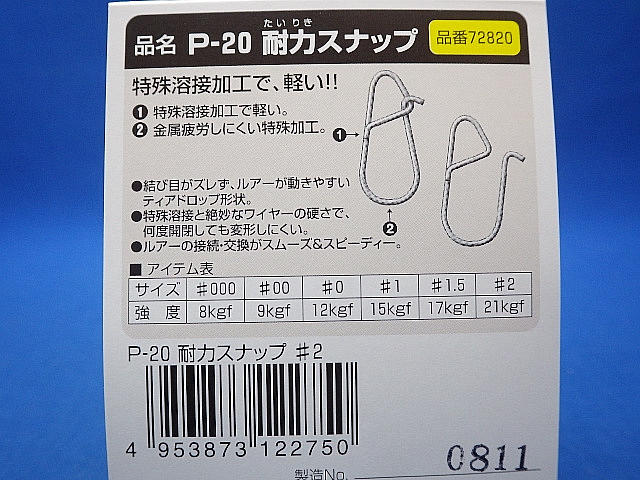 たいりき
品名 P-20 耐力スナップ 品番72820
特殊溶接加工で、軽い!!
❶ 特殊溶接加工で軽い。
❷ 金属疲労しにくい特殊加工。
❶
❷
●結び目がズレず、ルアーが動きやすい
ティアドロップ形状。
●特殊溶接と絶妙なワイヤーの硬さで、
何度開閉しても変形しにくい。
●ルアーの接続・交換がスムーズ&スピーディー。
■ アイテム表
サイズ ♯000 ♯00 ♯0 ♯1 ♯1.5 ♯2
強度 8kgf 9kgf 12kgf 15kgf 17kgf 21kgf
P-20 耐力スナップ ♯2
4 953873 122750
製造No. 0811